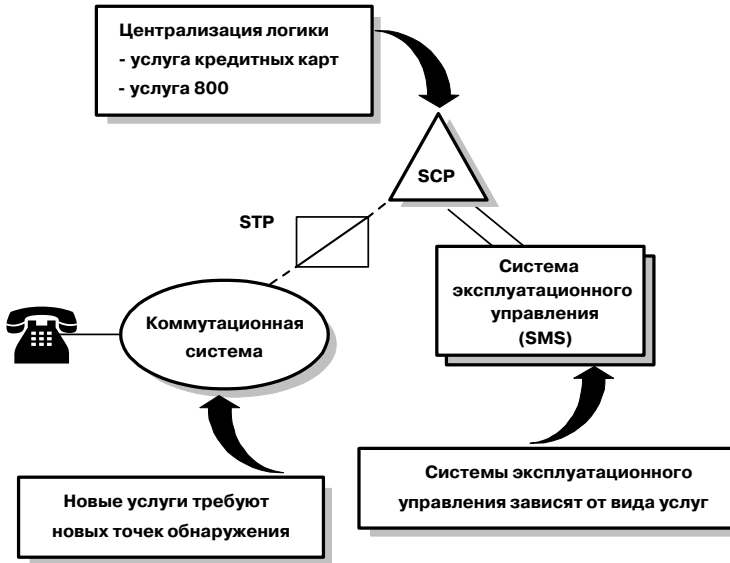 Централизация логики
- услуга кредитных карт
- услуга 800
SCP
STP
Система
эксплуатационного
управления
(SMS)
Коммутационная
система
Системы эксплуатационного
управления зависят от вида услуг
Новые услуги требуют
новых точек обнаружения